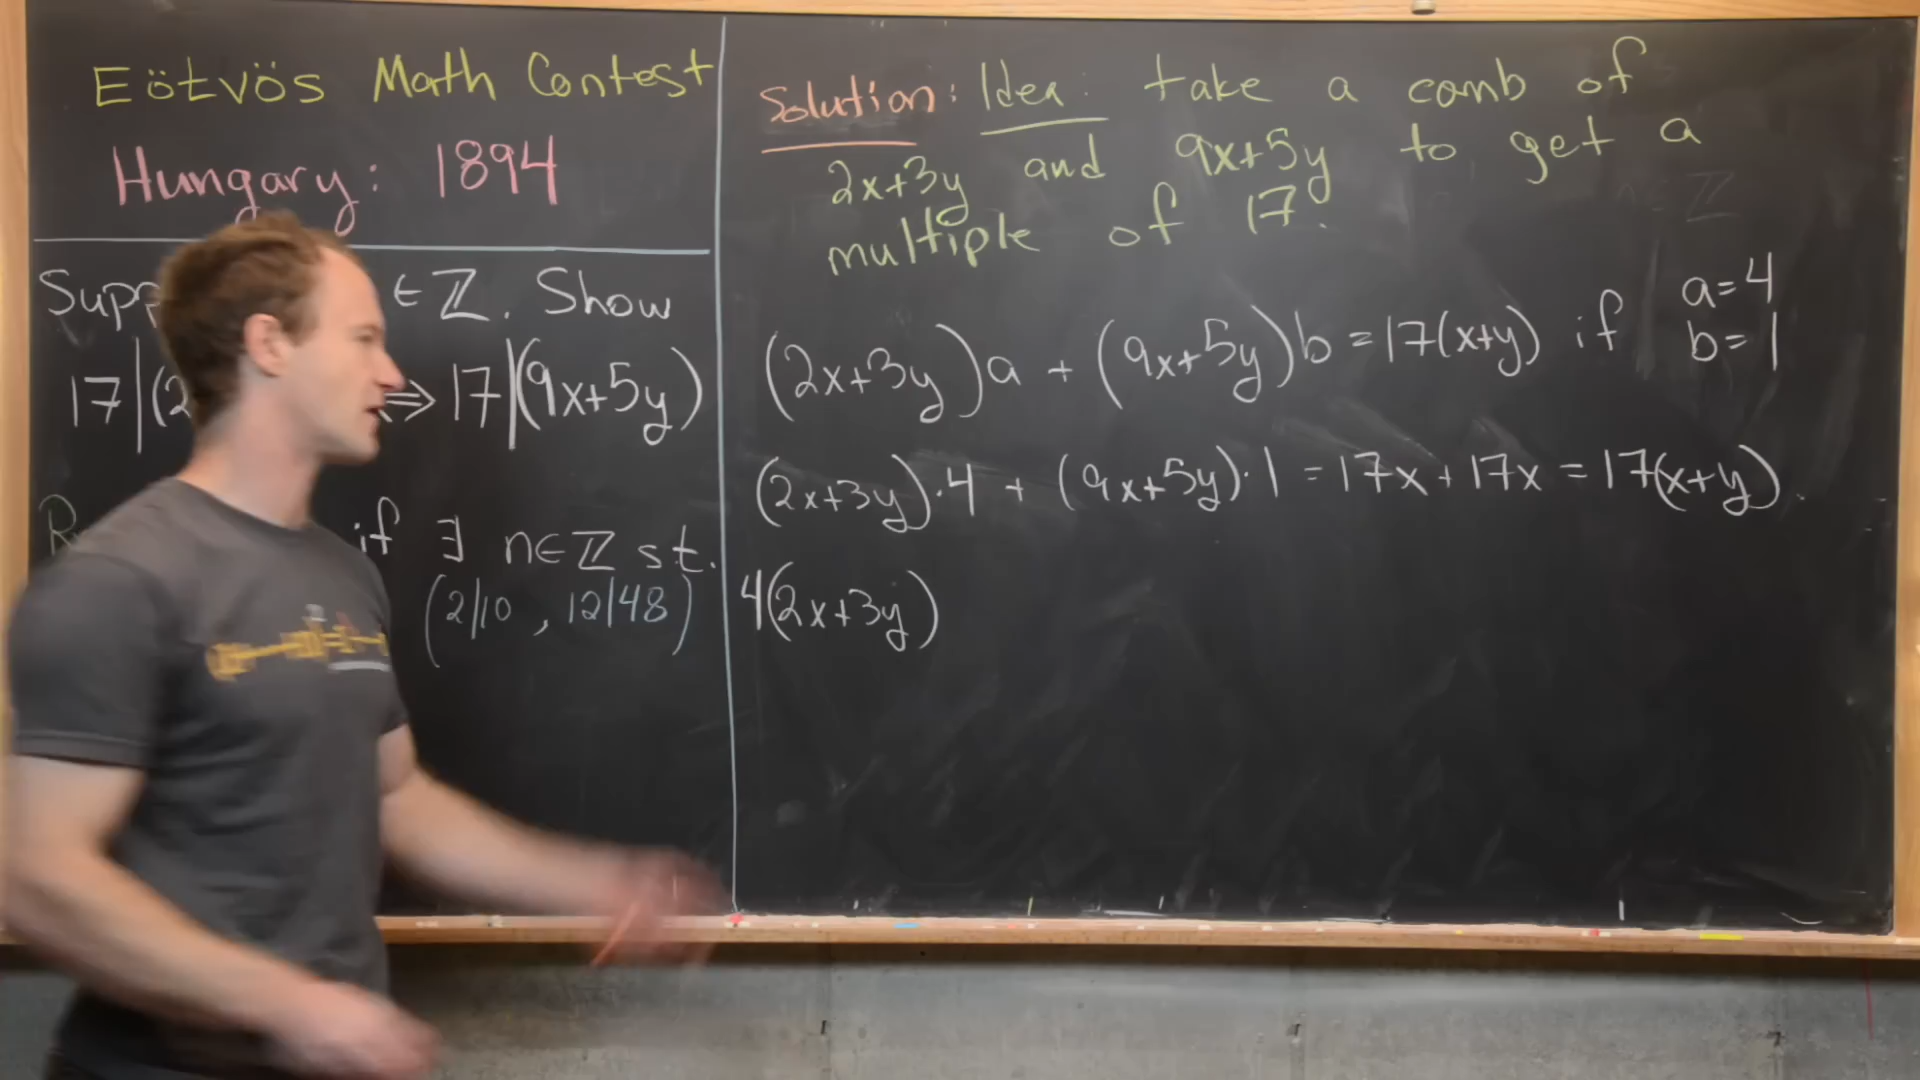 Eötvös Math Contest
Hungary: 1894
∈ℤ. Show
17|(2 ⟺ 17|(9x+5y)
if ∃ n∈ℤ st.
(2|10, 12|48)
Solution: Idea: take a comb of
2x+3y and 9x+5y to get a
multiple of 17.
(2x+3y)a + (9x+5y)b = 17(x+y) if a=4
b=1
(2x+3y)·4 + (9x+5y)·1 = 17x + 17x = 17(x+y).
4(2x+3y)